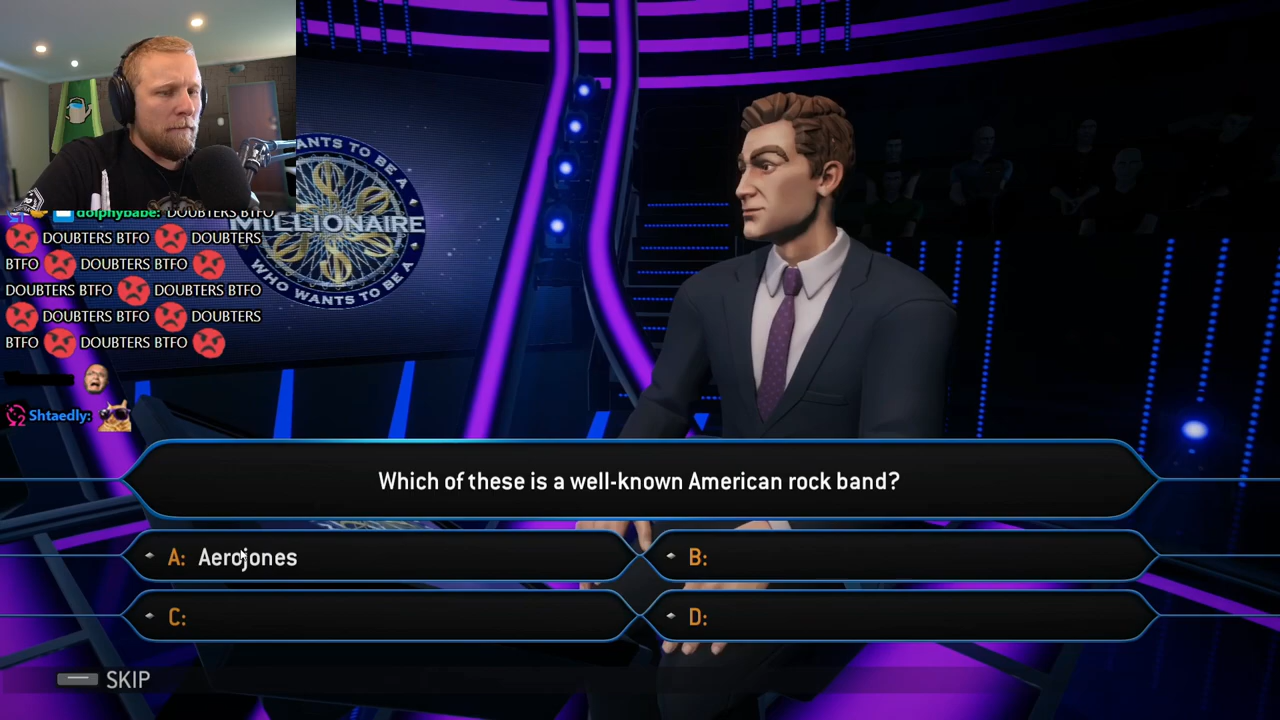 dolphybabe: DOUBTERS BTFO
DOUBTERS BTFO DOUBTERS
BTFO DOUBTERS BTFO
DOUBTERS BTFO DOUBTERS BTFO
DOUBTERS BTFO DOUBTERS
BTFO DOUBTERS BTFO
Shtaedly:
WANTS TO BE A
MILLIONAIRE
WHO WANTS TO BE A
Which of these is a well-known American rock band?
A: Aerojones
B:
C:
D:
SKIP